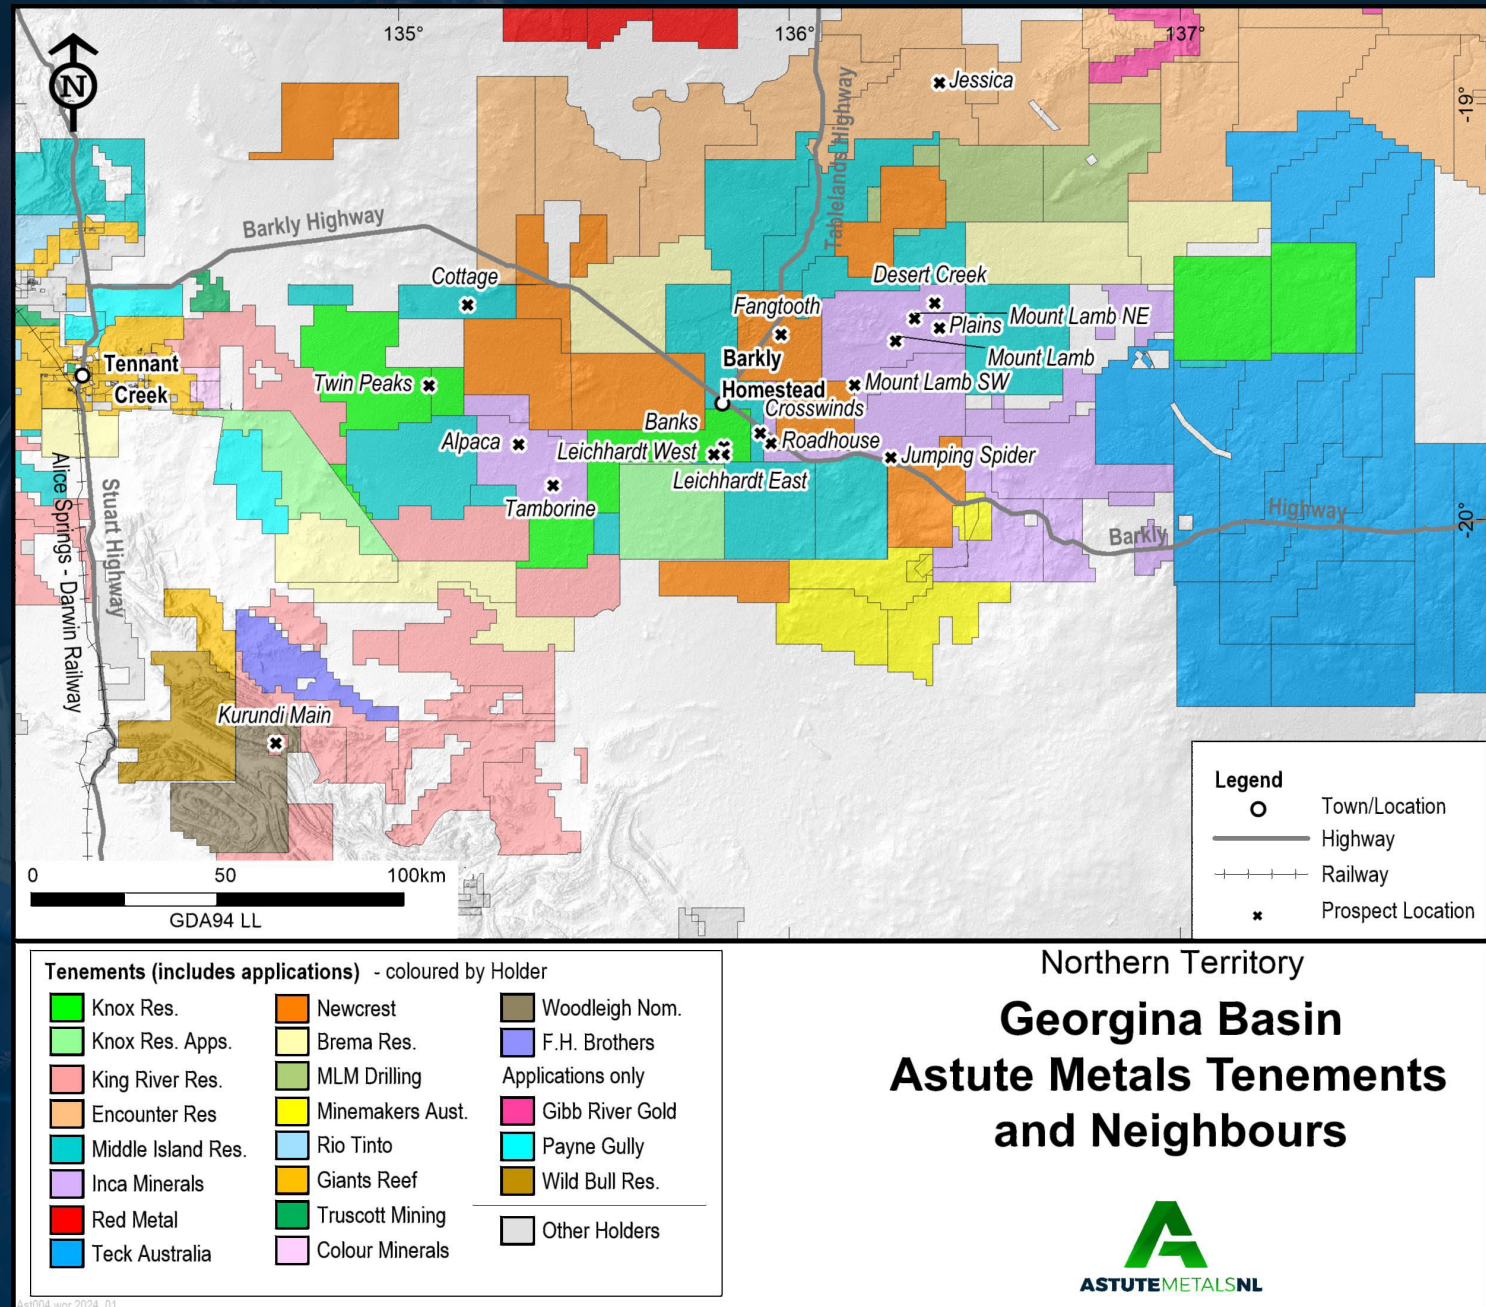 135°
136°
137°
-19°
-20°
N
Jessica
Tablelands Highway
Barkly Highway
Cottage
Desert Creek
Fangtooth
Mount Lamb NE
Plains
Mount Lamb
Barkly
Homestead
Mount Lamb SW
Tennant
Creek
Twin Peaks
Crosswinds
Banks
Roadhouse
Alpaca
Leichhardt West
Jumping Spider
Leichhardt East
Tamborine
Alice Springs - Darwin Railway
Stuart Highway
Barkly
Highway
Kurundi Main
0 50 100km
GDA94 LL
Legend
Town/Location
Highway
Railway
Prospect Location
Tenements (includes applications) - coloured by Holder
Knox Res.
Knox Res. Apps.
King River Res.
Encounter Res
Middle Island Res.
Inca Minerals
Red Metal
Teck Australia
Newcrest
Brema Res.
MLM Drilling
Minemakers Aust.
Rio Tinto
Giants Reef
Truscott Mining
Colour Minerals
Woodleigh Nom.
F.H. Brothers
Applications only
Gibb River Gold
Payne Gully
Wild Bull Res.
Other Holders
Northern Territory
Georgina Basin
Astute Metals Tenements
and Neighbours
ASTUTEMETALSNL
Ast004.wor 2024_01